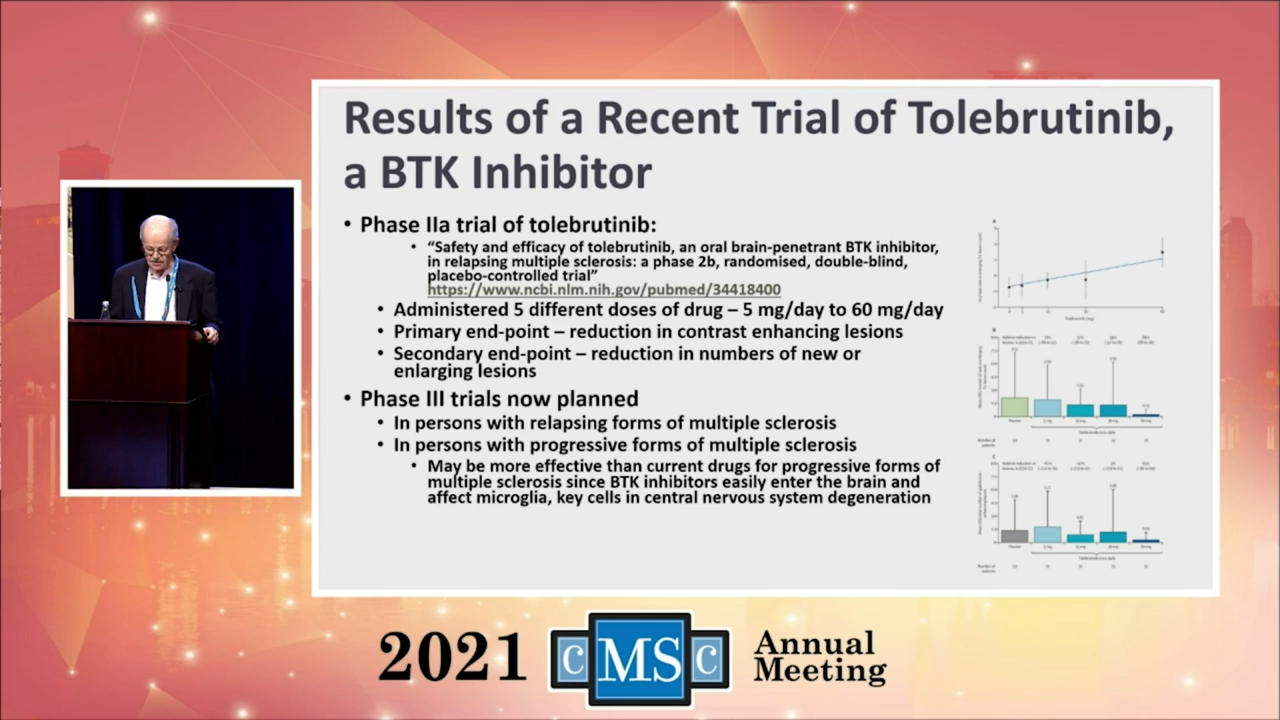 Results of a Recent Trial of Tolebrutinib,
a BTK Inhibitor
• Phase IIa trial of tolebrutinib:
• “Safety and efficacy of tolebrutinib, an oral brain-penetrant BTK inhibitor,
in relapsing multiple sclerosis: a phase 2b, randomised, double-blind,
placebo-controlled trial”
https://www.ncbi.nlm.nih.gov/pubmed/34418400
• Administered 5 different doses of drug – 5 mg/day to 60 mg/day
• Primary end-point – reduction in contrast enhancing lesions
• Secondary end-point – reduction in numbers of new or
enlarging lesions
• Phase III trials now planned
• In persons with relapsing forms of multiple sclerosis
• In persons with progressive forms of multiple sclerosis
• May be more effective than current drugs for progressive forms of
multiple sclerosis since BTK inhibitors easily enter the brain and
affect microglia, key cells in central nervous system degeneration
2021 CMSC Annual
Meeting